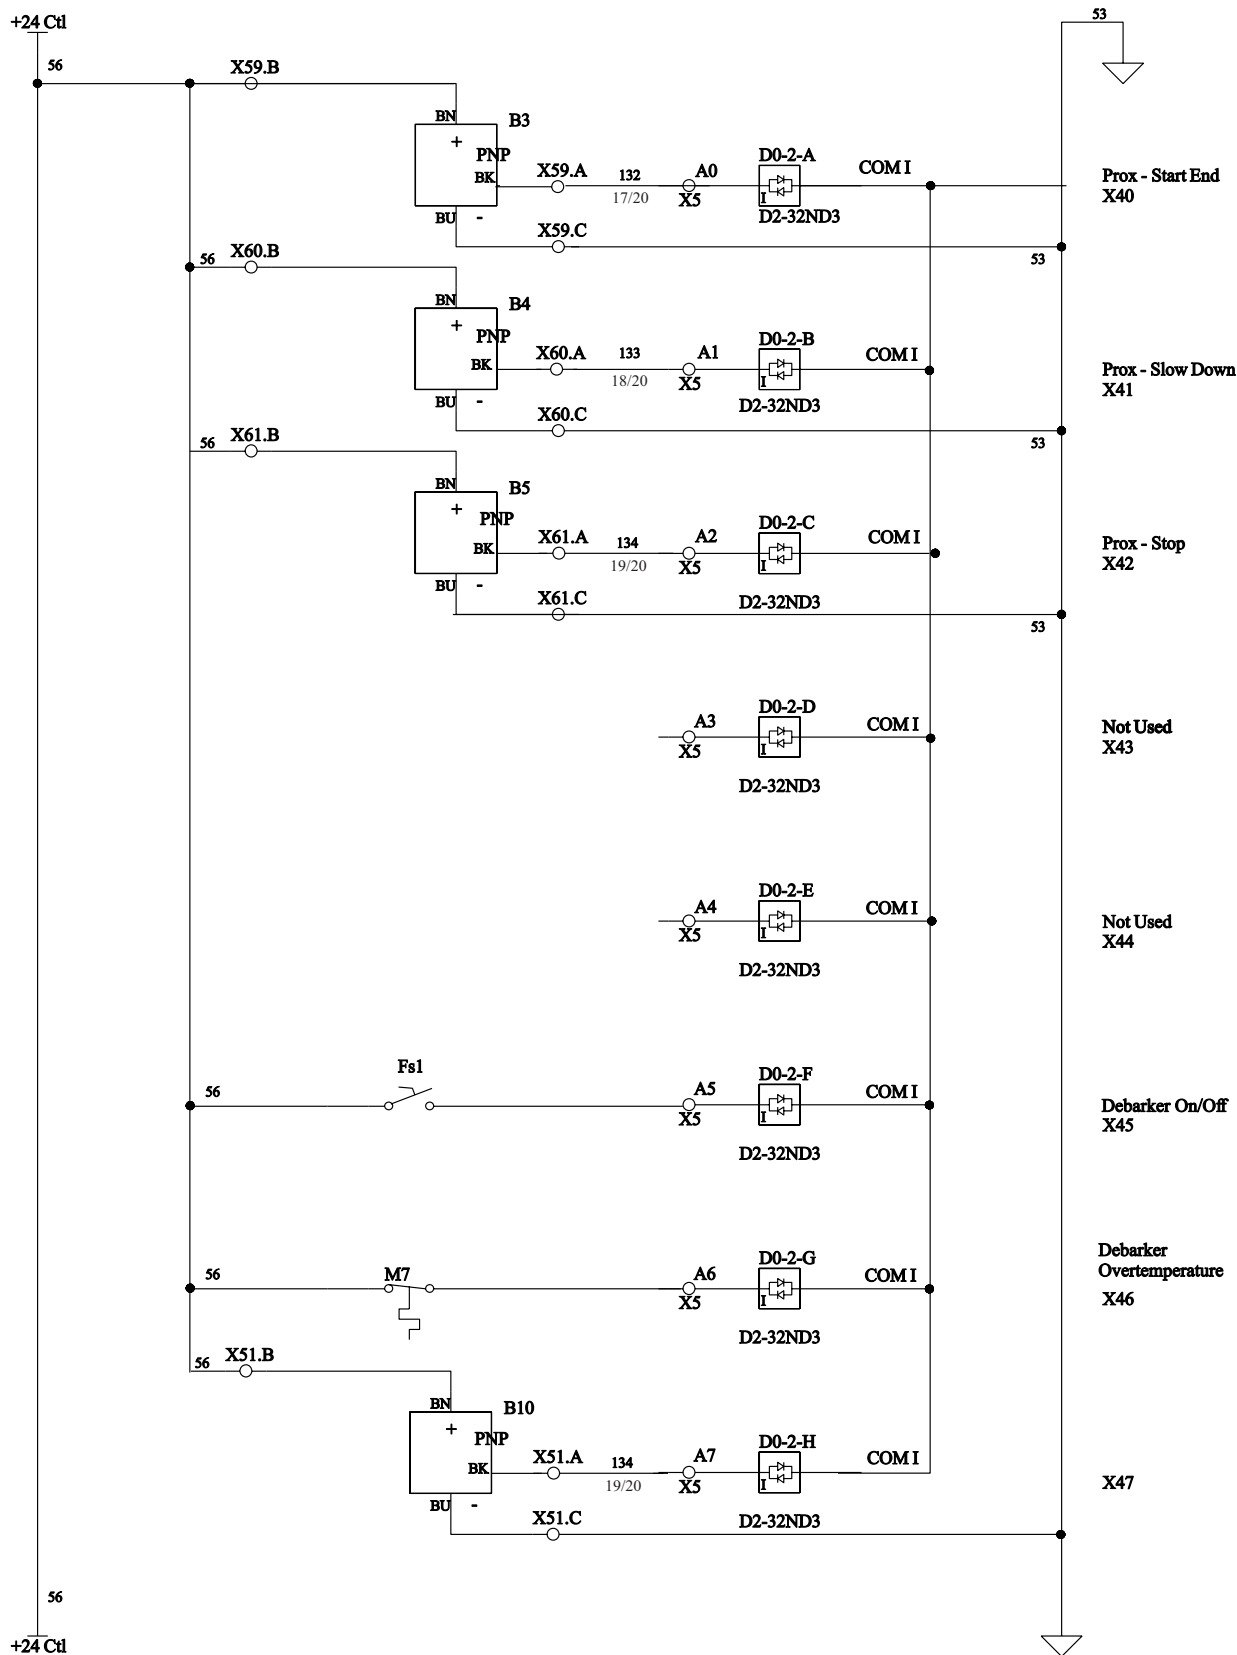 +24 Ctl
53
56
X59.B
BN
B3
+
PNP
BK
X59.A
132
17/20
A0
X5
D0-2-A
I
D2-32ND3
COM I
Prox - Start End
X40
BU
-
X59.C
53
56
X60.B
BN
B4
+
PNP
BK
X60.A
133
18/20
A1
X5
D0-2-B
I
D2-32ND3
COM I
Prox - Slow Down
X41
BU
-
X60.C
53
56
X61.B
BN
B5
+
PNP
BK
X61.A
134
19/20
A2
X5
D0-2-C
I
D2-32ND3
COM I
Prox - Stop
X42
BU
-
X61.C
53
A3
X5
D0-2-D
I
D2-32ND3
COM I
Not Used
X43
A4
X5
D0-2-E
I
D2-32ND3
COM I
Not Used
X44
56
Fs1
A5
X5
D0-2-F
I
D2-32ND3
COM I
Debarker On/Off
X45
56
M7
A6
X5
D0-2-G
I
D2-32ND3
COM I
Debarker
Overtemperature
X46
56
X51.B
BN
B10
+
PNP
BK
X51.A
134
19/20
A7
X5
D0-2-H
I
D2-32ND3
COM I
X47
BU
-
X51.C
56
+24 Ctl